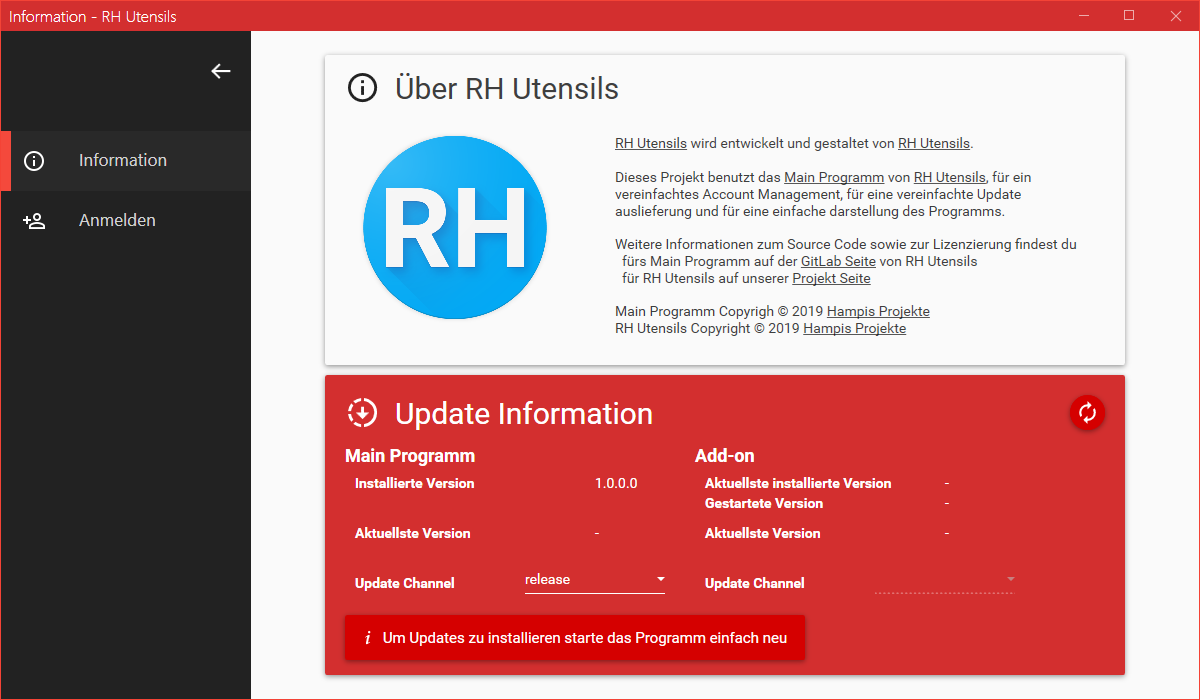 Information - RH Utensils
Information
Anmelden
Über RH Utensils
RH
RH Utensils wird entwickelt und gestaltet von RH Utensils.
Dieses Projekt benutzt das Main Programm von RH Utensils, für ein
vereinfachtes Account Management, für eine vereinfachte Update
auslieferung und für eine einfache darstellung des Programms.
Weitere Informationen zum Source Code sowie zur Lizenzierung findest du
fürs Main Programm auf der GitLab Seite von RH Utensils
für RH Utensils auf unserer Projekt Seite
Main Programm Copyrigh © 2019 Hampis Projekte
RH Utensils Copyright © 2019 Hampis Projekte
Update Information
Main Programm
Installierte Version 1.0.0.0
Aktuellste Version -
Update Channel release
Add-on
Aktuellste installierte Version -
Gestartete Version -
Aktuellste Version -
Update Channel
i Um Updates zu installieren starte das Programm einfach neu